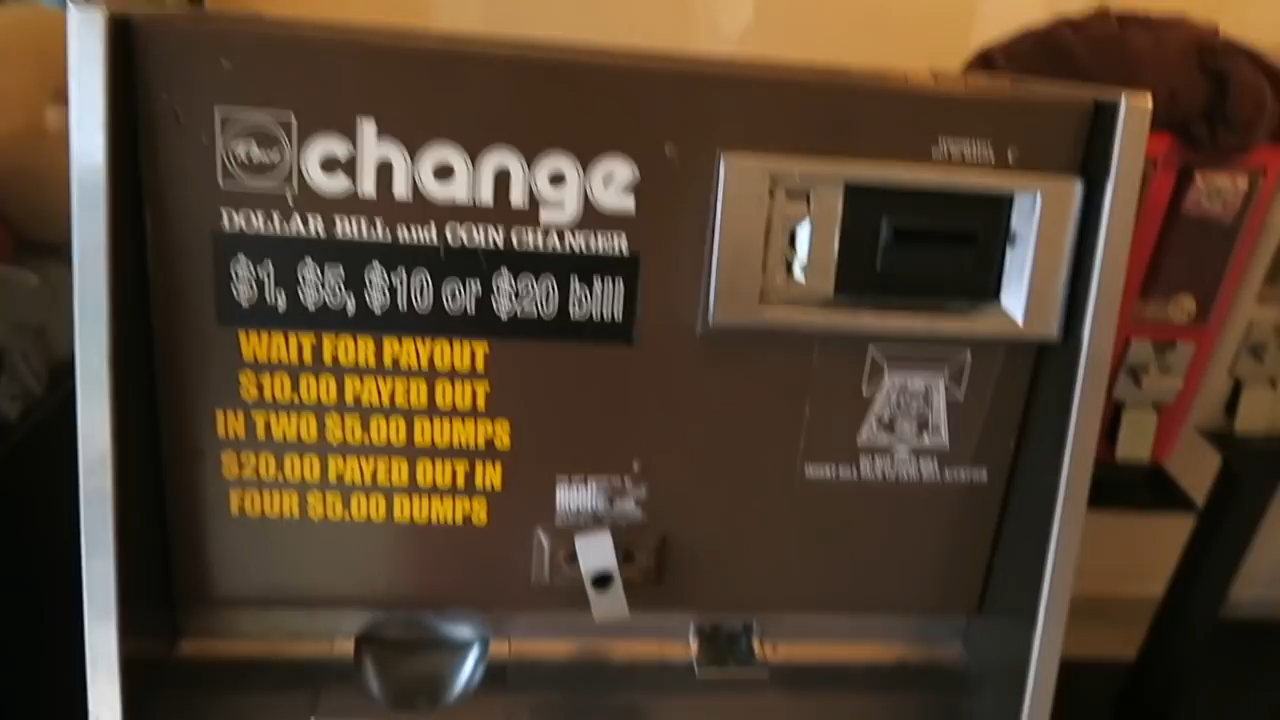 change
DOLLAR BILL and COIN CHANGER
$1, $5, $10 or $20 bill
WAIT FOR PAYOUT
$10.00 PAYED OUT
IN TWO $5.00 DUMPS
$20.00 PAYED OUT IN
FOUR $5.00 DUMPS